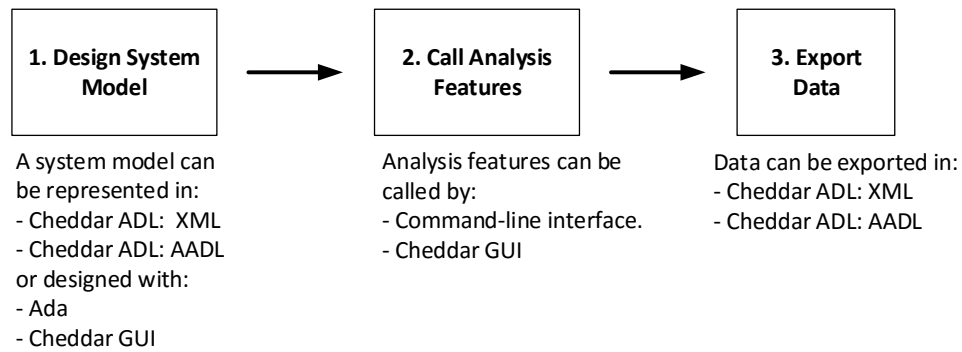 1. Design System
Model
2. Call Analysis
Features
3. Export
Data
A system model can
be represented in:
- Cheddar ADL: XML
- Cheddar ADL: AADL
or designed with:
- Ada
- Cheddar GUI
Analysis features can be
called by:
- Command-line interface.
- Cheddar GUI
Data can be exported in:
- Cheddar ADL: XML
- Cheddar ADL: AADL